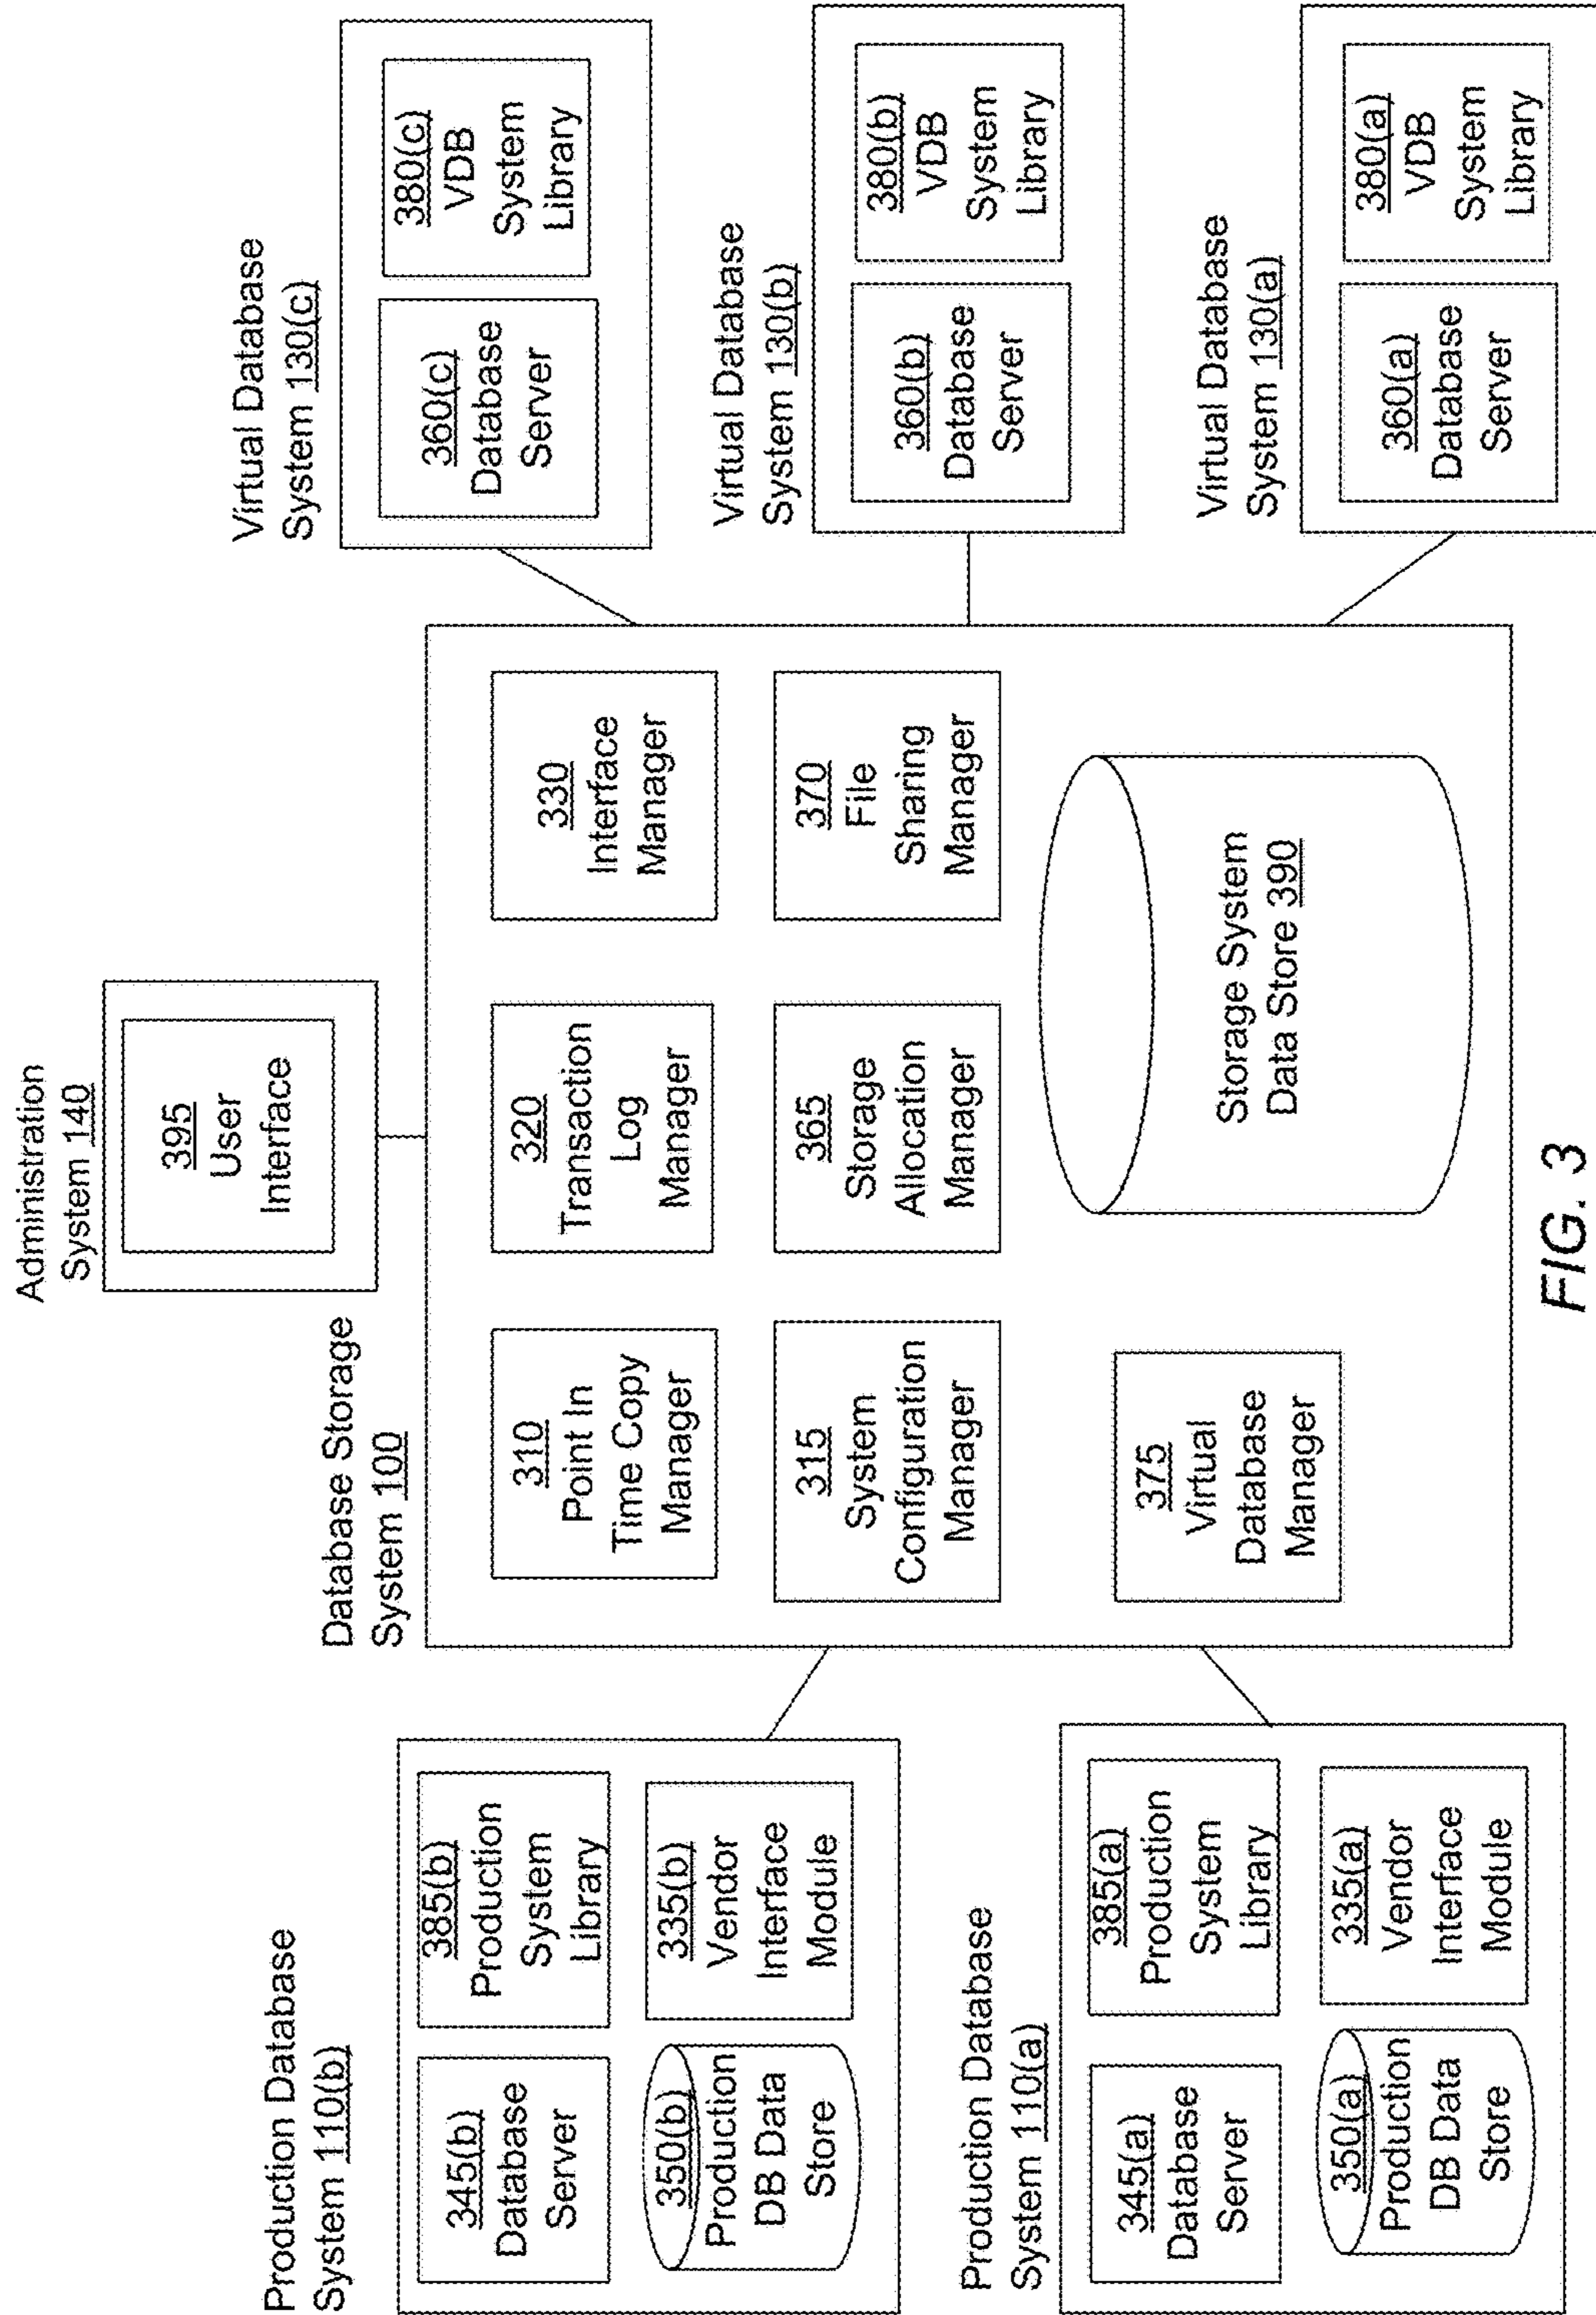 Administration
System 140
395
User
Interface
Production Database
System 110(b)
345(b)
Database
Server
385(b)
Production
System
Library
350(b)
Production
DB Data
Store
335(b)
Vendor
Interface
Module
Production Database
System 110(a)
345(a)
Database
Server
385(a)
Production
System
Library
350(a)
Production
DB Data
Store
335(a)
Vendor
Interface
Module
Database Storage
System 100
310
Point In
Time Copy
Manager
320
Transaction
Log
Manager
330
Interface
Manager
315
System
Configuration
Manager
365
Storage
Allocation
Manager
370
File
Sharing
Manager
375
Virtual
Database
Manager
Storage System
Data Store 390
Virtual Database
System 130(c)
360(c)
Database
Server
380(c)
VDB
System
Library
Virtual Database
System 130(b)
360(b)
Database
Server
380(b)
VDB
System
Library
Virtual Database
System 130(a)
360(a)
Database
Server
380(a)
VDB
System
Library
FIG. 3